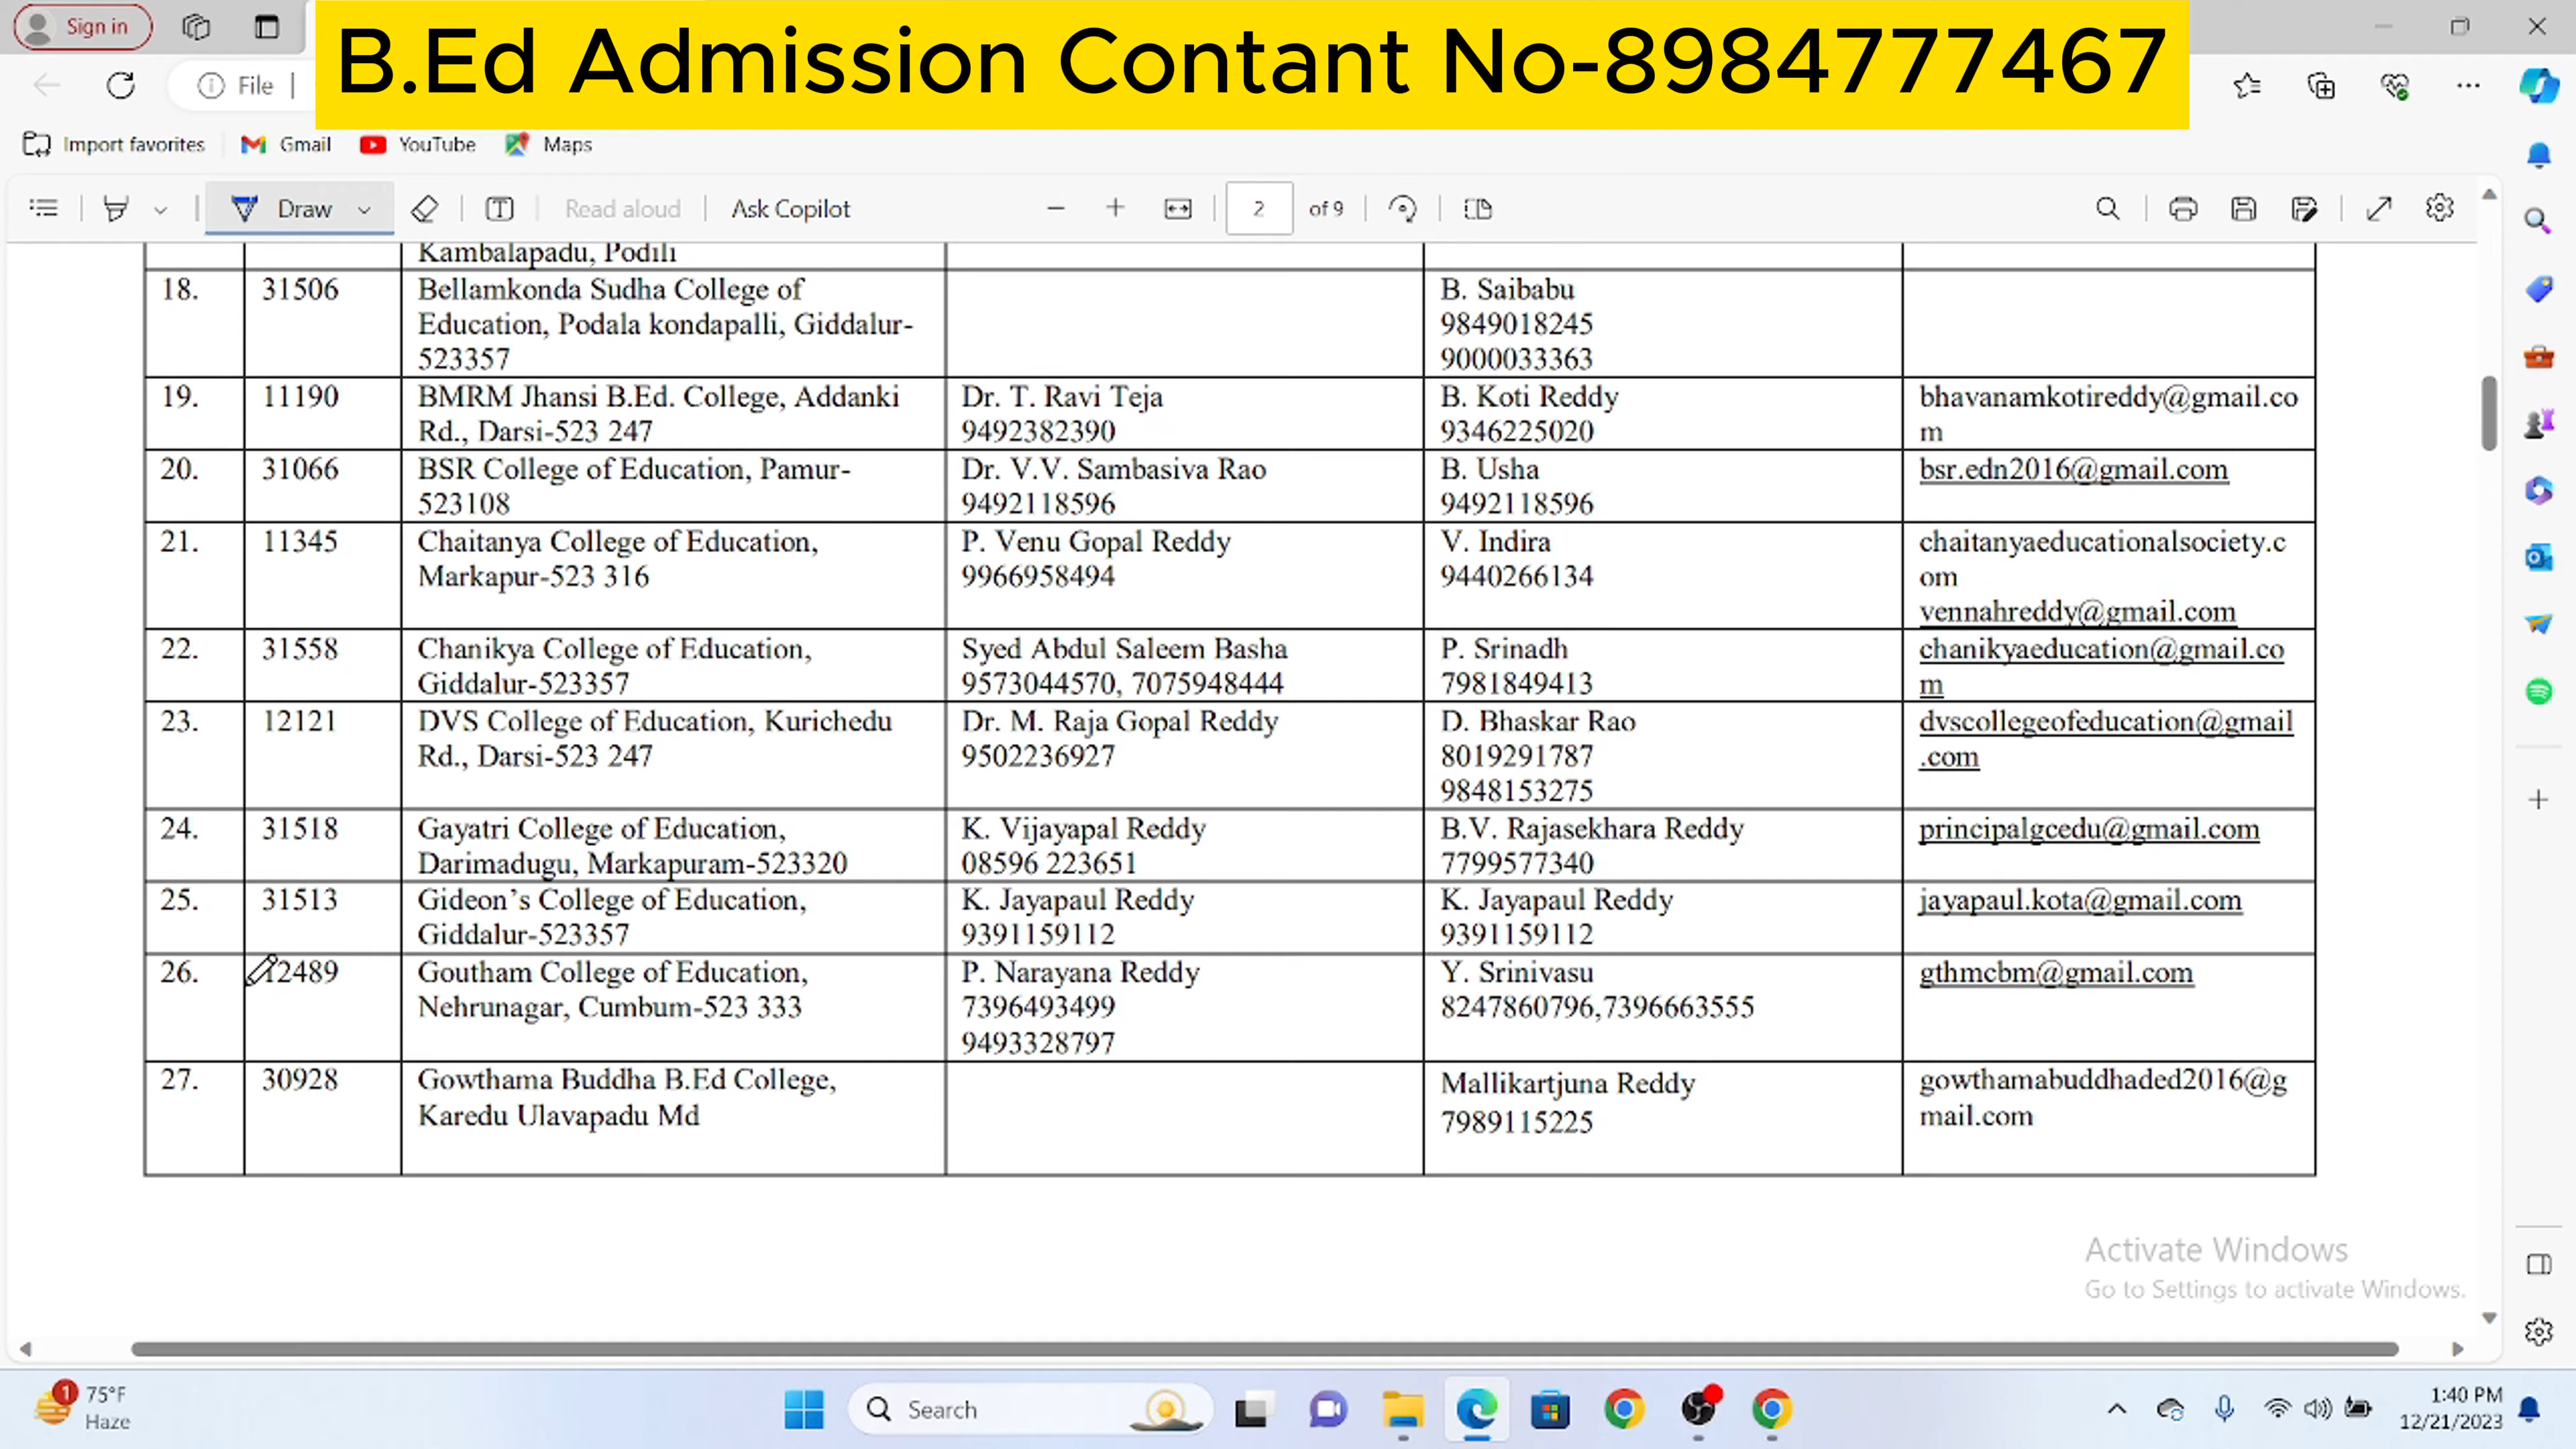 B.Ed Admission Contant No-8984777467
Sign in
File
Import favorites Gmail YouTube Maps
Draw Read aloud Ask Copilot 2 of 9
Kambalapadu, Podili
18. 31506 Bellamkonda Sudha College of B. Saibabu
Education, Podala kondapalli, Giddalur- 9849018245
523357 9000033363
19. 11190 BMRM Jhansi B.Ed. College, Addanki Dr. T. Ravi Teja B. Koti Reddy bhavanamkotireddy@gmail.co
Rd., Darsi-523 247 9492382390 9346225020 m
20. 31066 BSR College of Education, Pamur- Dr. V.V. Sambasiva Rao B. Usha bsr.edn2016@gmail.com
523108 9492118596 9492118596
21. 11345 Chaitanya College of Education, P. Venu Gopal Reddy V. Indira chaitanyaeducationalsociety.c
Markapur-523 316 9966958494 9440266134 om
vennahreddy@gmail.com
22. 31558 Chanikya College of Education, Syed Abdul Saleem Basha P. Srinadh chanikyaeducation@gmail.co
Giddalur-523357 9573044570, 7075948444 7981849413 m
23. 12121 DVS College of Education, Kurichedu Dr. M. Raja Gopal Reddy D. Bhaskar Rao dvscollegeofeducation@gmail
Rd., Darsi-523 247 9502236927 8019291787 .com
9848153275
24. 31518 Gayatri College of Education, K. Vijayapal Reddy B.V. Rajasekhara Reddy principalgcedu@gmail.com
Darimadugu, Markapuram-523320 08596 223651 7799577340
25. 31513 Gideon’s College of Education, K. Jayapaul Reddy K. Jayapaul Reddy jayapaul.kota@gmail.com
Giddalur-523357 9391159112 9391159112
26. 12489 Goutham College of Education, P. Narayana Reddy Y. Srinivasu gthmcbm@gmail.com
Nehrunagar, Cumbum-523 333 7396493499 8247860796,7396663555
9493328797
27. 30928 Gowthama Buddha B.Ed College, Mallikartjuna Reddy gowthamabuddhaded2016@g
Karedu Ulavapadu Md 7989115225 mail.com
Activate Windows
Go to Settings to activate Windows.
1 75°F
Haze
Search
1:40 PM
12/21/2023